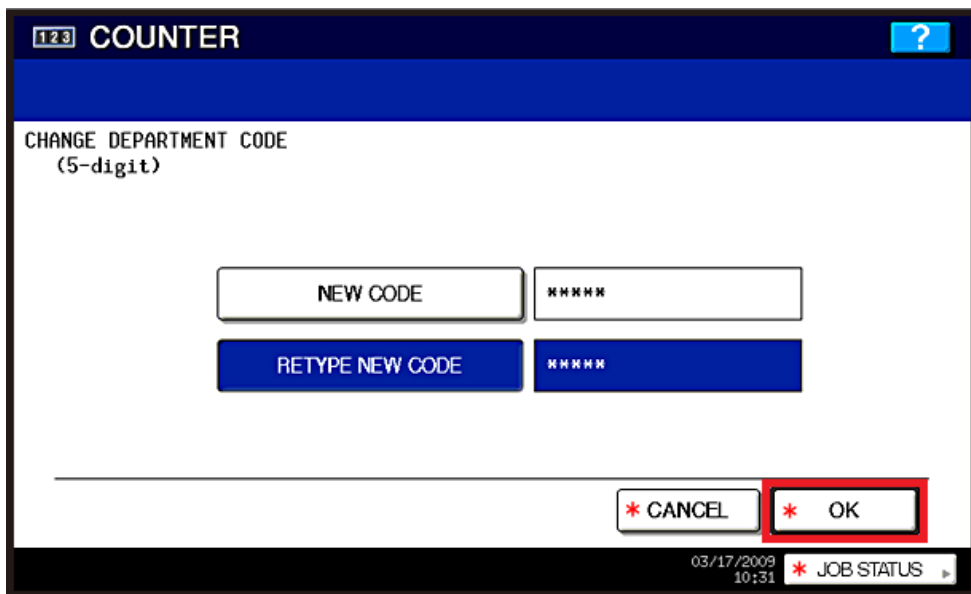 123 COUNTER
?
CHANGE DEPARTMENT CODE
(5-digit)
NEW CODE *****
RETYPE NEW CODE *****
* CANCEL * OK
03/17/2009
10:31
* JOB STATUS